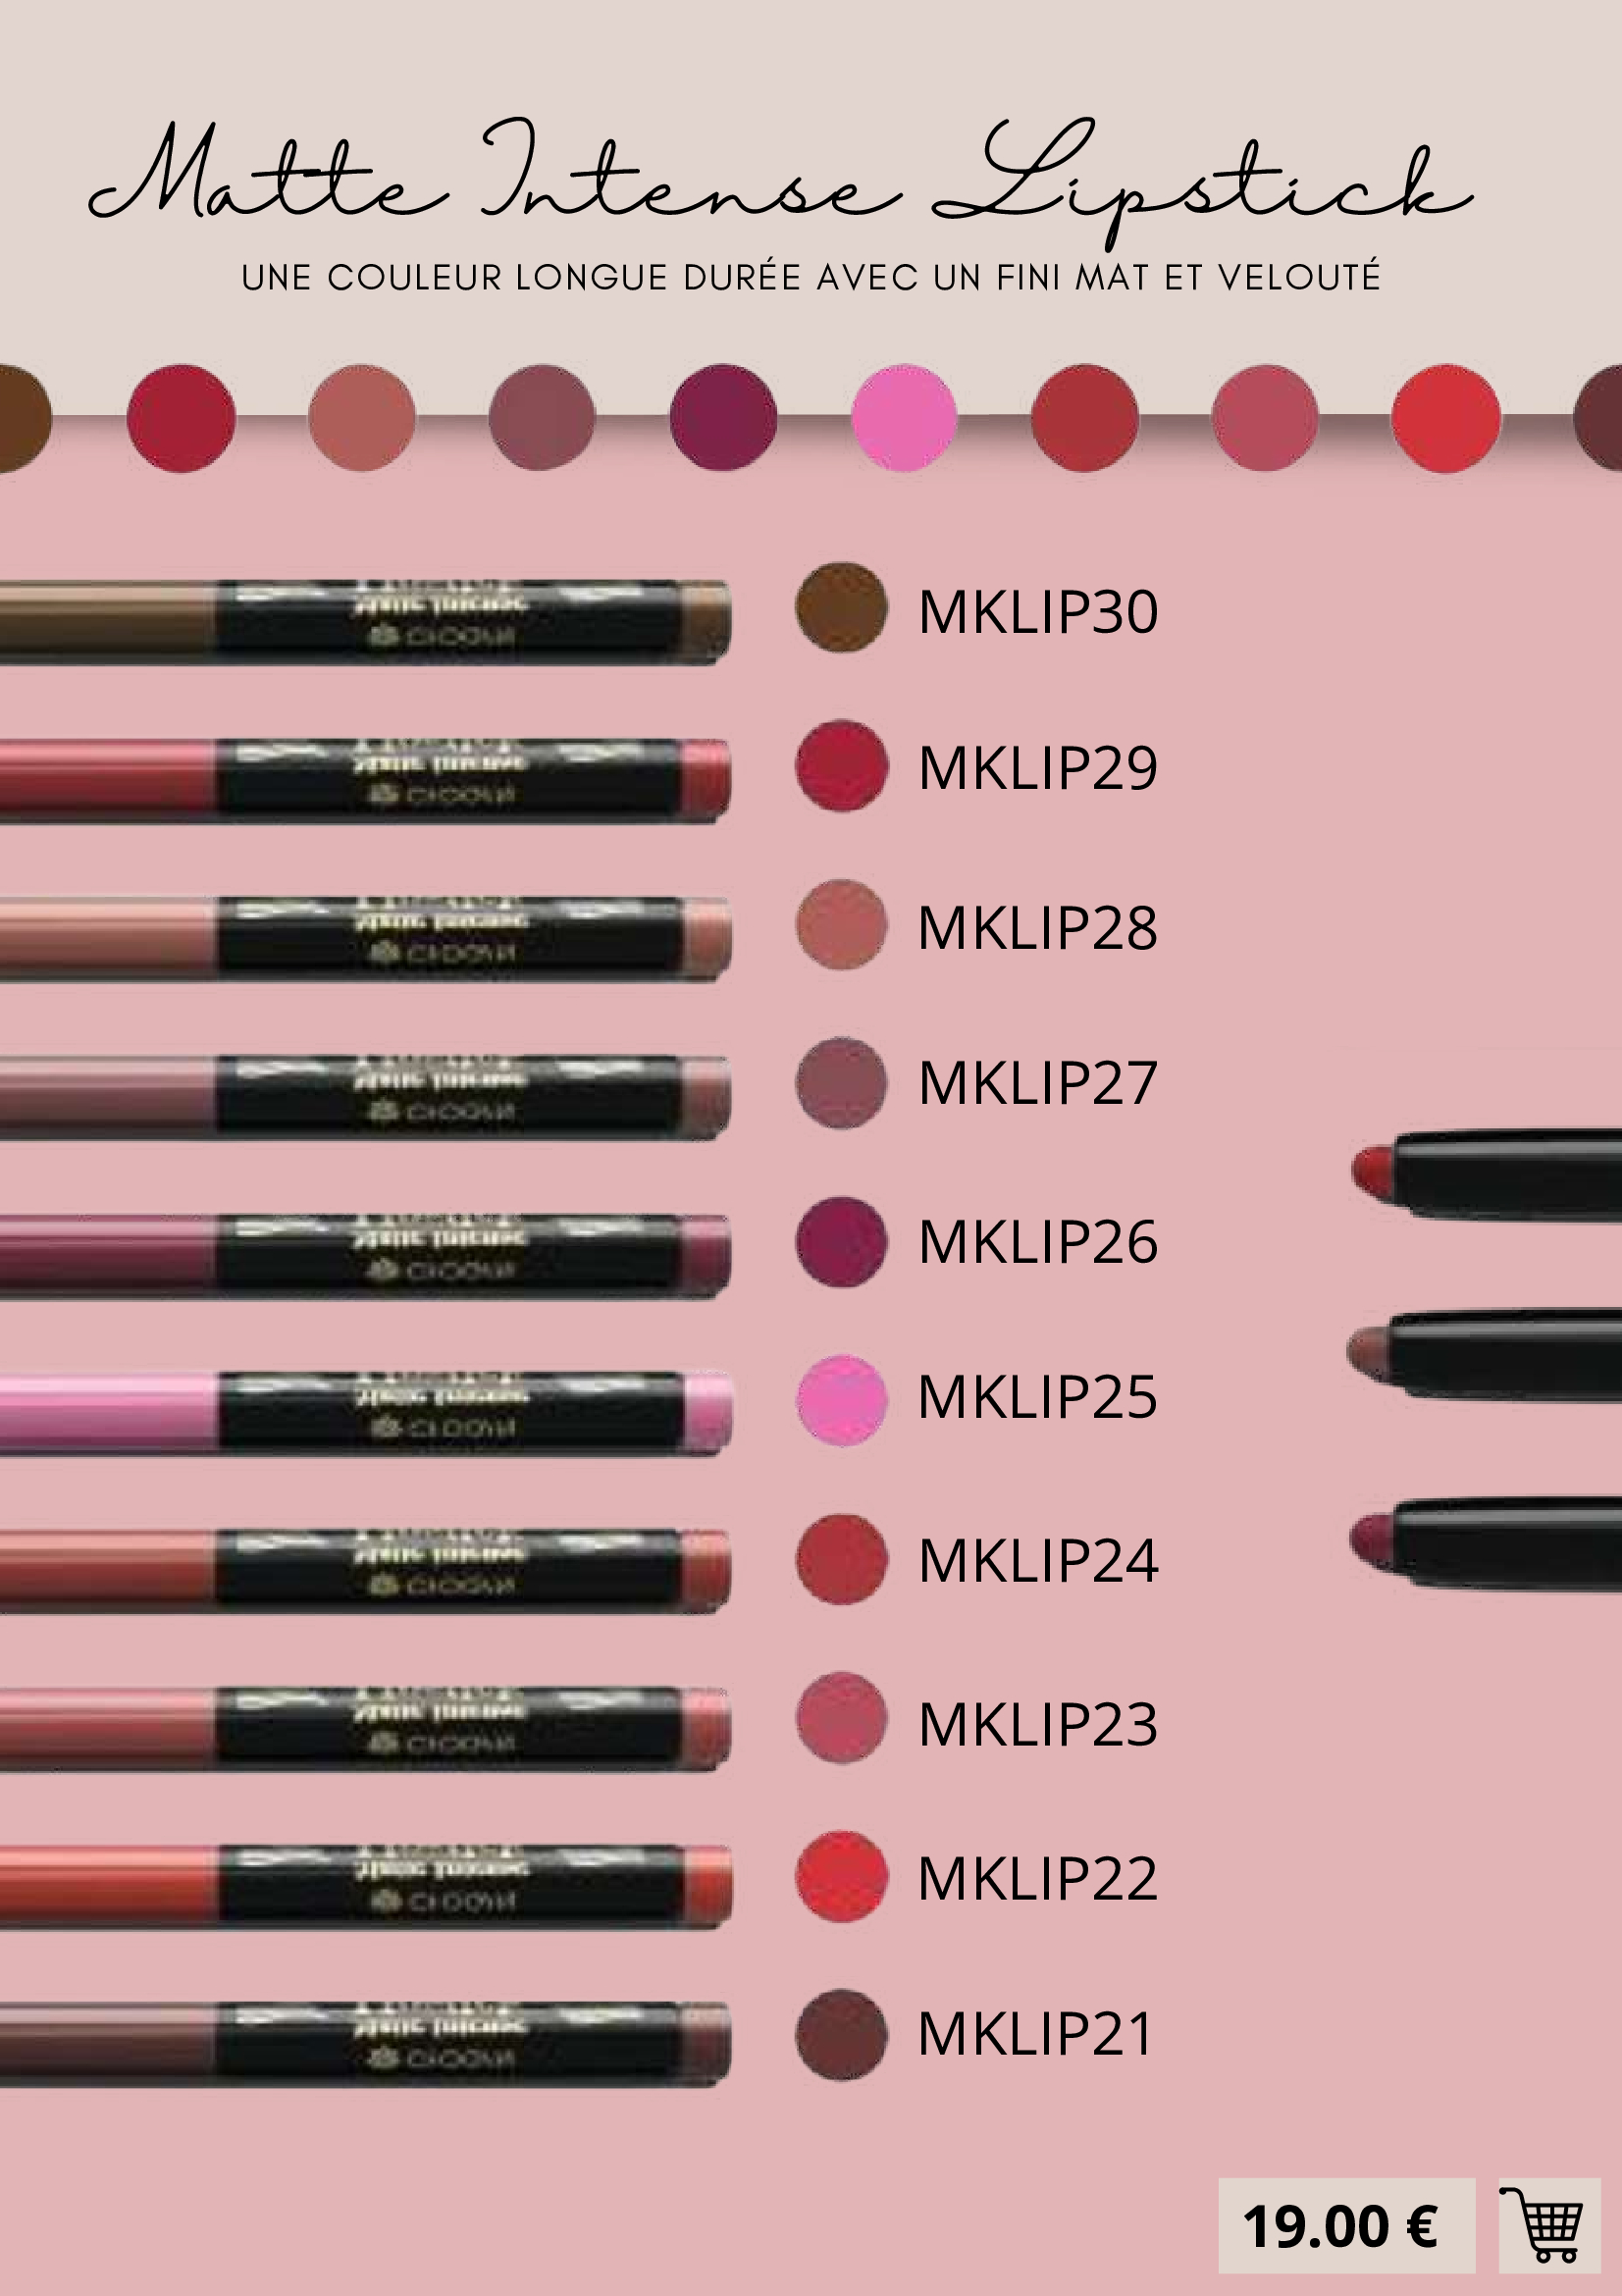 Matte Intense Lipstick
UNE COULEUR LONGUE DURÉE AVEC UN FINI MAT ET VELOUTÉ
MKLIP30
MKLIP29
MKLIP28
MKLIP27
MKLIP26
MKLIP25
MKLIP24
MKLIP23
MKLIP22
MKLIP21
19.00 €